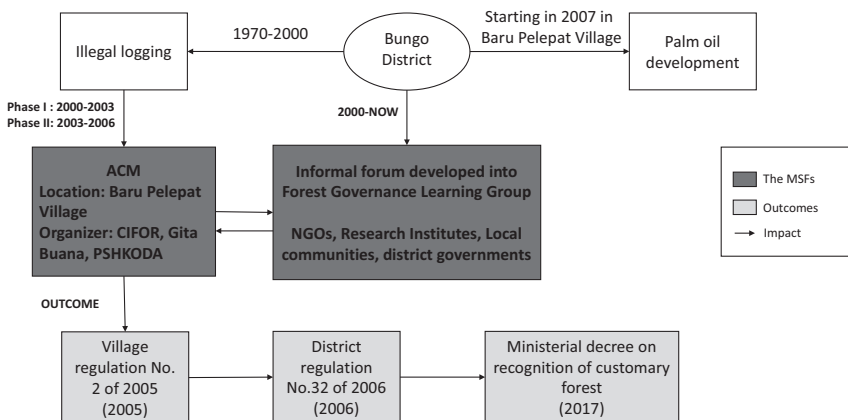 Illegal logging
1970-2000
Bungo
District
Starting in 2007 in
Baru Pelepat Village
Palm oil
development
Phase I : 2000-2003
Phase II: 2003-2006
2000-NOW
ACM
Location: Baru Pelepat
Village
Organizer: CIFOR, Gita
Buana, PSHKODA
Informal forum developed into
Forest Governance Learning Group
NGOs, Research Institutes, Local
communities, district governments
The MSFs
Outcomes
Impact
OUTCOME
Village
regulation No.
2 of 2005
(2005)
District
regulation
No.32 of 2006
(2006)
Ministerial decree on
recognition of customary
forest
(2017)